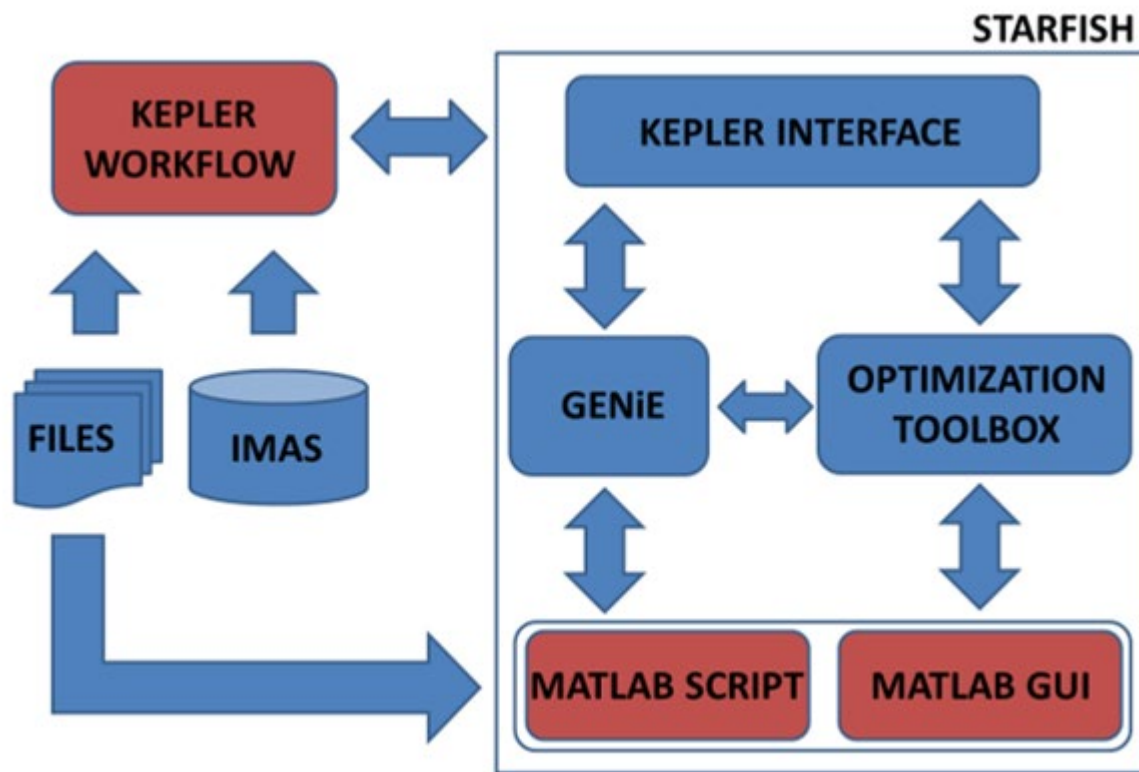 STARFISH
KEPLER
WORKFLOW
KEPLER INTERFACE
FILES
IMAS
GENiE
OPTIMIZATION
TOOLBOX
MATLAB SCRIPT
MATLAB GUI